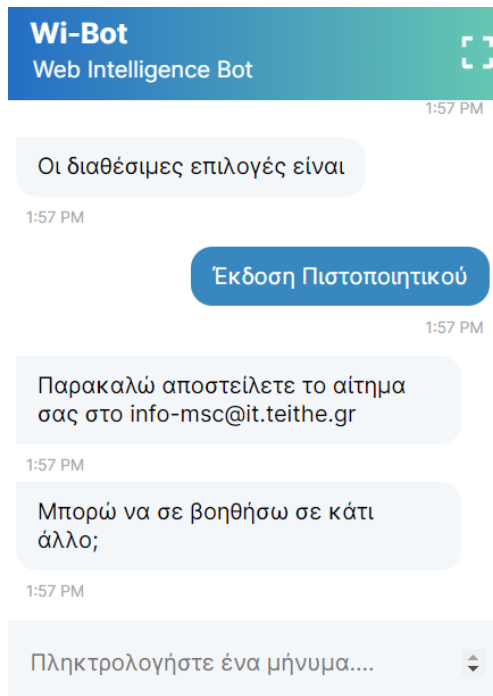 Wi-Bot
Web Intelligence Bot
1:57 PM
Οι διαθέσιμες επιλογές είναι
1:57 PM
Έκδοση Πιστοποιητικού
1:57 PM
Παρακαλώ αποστείλετε το αίτημα
σας στο info-msc@it.teithe.gr
1:57 PM
Μπορώ να σε βοηθήσω σε κάτι
άλλο;
1:57 PM
Πληκτρολογήστε ένα μήνυμα....